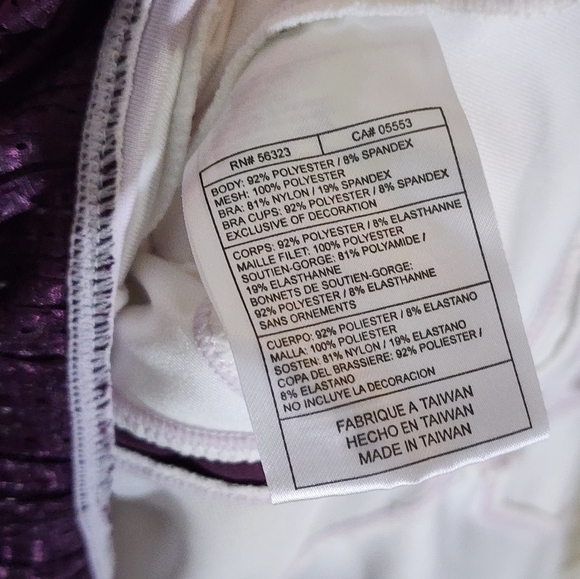 RN# 56323 CA# 05553
BODY: 92% POLYESTER / 8% SPANDEX
MESH: 100% POLYESTER
BRA: 81% NYLON / 19% SPANDEX
BRA CUPS: 92% POLYESTER / 8% SPANDEX
EXCLUSIVE OF DECORATION
CORPS: 92% POLYESTER / 8% ELASTHANNE
MAILLE FILET: 100% POLYESTER
SOUTIEN-GORGE: 81% POLYAMIDE /
19% ELASTHANNE
BONNETS DE SOUTIEN-GORGE:
92% POLYESTER / 8% ELASTHANNE
SANS ORNEMENTS
CUERPO: 92% POLIESTER / 8% ELASTANO
MALLA: 100% POLIESTER
SOSTEN: 81% NYLON / 19% ELASTANO
COPA DEL BRASSIERE: 92% POLIESTER /
8% ELASTANO
NO INCLUYE LA DECORACION
FABRIQUE A TAIWAN
HECHO EN TAIWAN
MADE IN TAIWAN